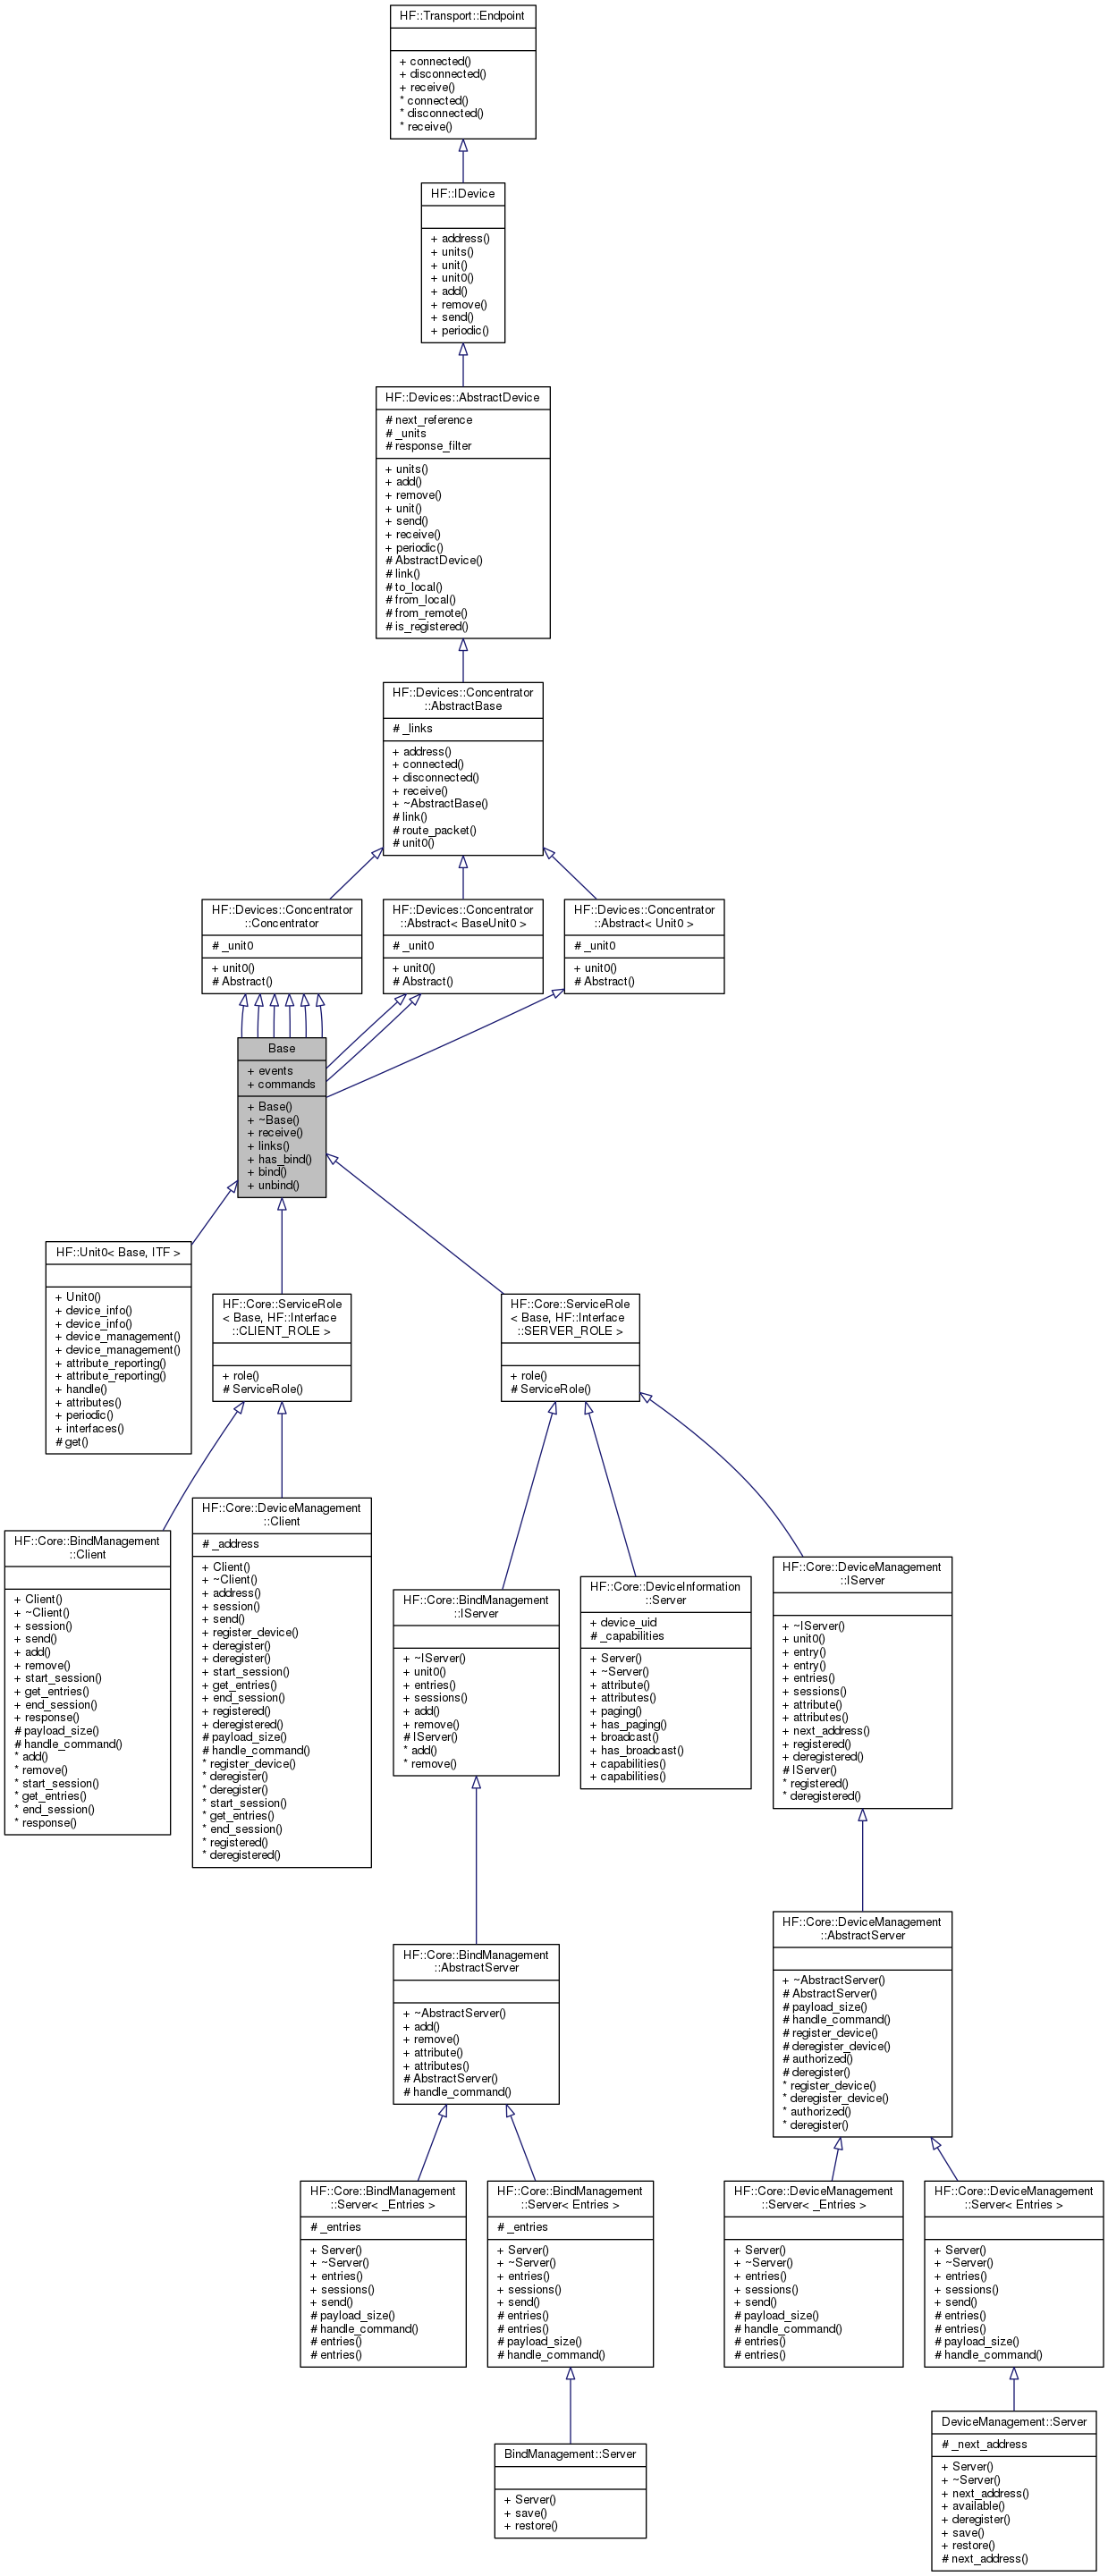 HF::Transport::Endpoint
+ connected()
+ disconnected()
+ receive()
* connected()
* disconnected()
* receive()
HF::IDevice
+ address()
+ units()
+ unit()
+ unit0()
+ add()
+ remove()
+ send()
+ periodic()
HF::Devices::AbstractDevice
# next_reference
# _units
# response_filter
+ units()
+ add()
+ remove()
+ unit()
+ send()
+ receive()
+ periodic()
# AbstractDevice()
# link()
# to_local()
# from_local()
# from_remote()
# is_registered()
HF::Devices::Concentrator
::AbstractBase
# _links
+ address()
+ connected()
+ disconnected()
+ receive()
+ ~AbstractBase()
# link()
# route_packet()
# unit0()
HF::Devices::Concentrator
::Concentrator
# _unit0
+ unit0()
# Abstract()
HF::Devices::Concentrator
::Abstract< BaseUnit0 >
# _unit0
+ unit0()
# Abstract()
HF::Devices::Concentrator
::Abstract< Unit0 >
# _unit0
+ unit0()
# Abstract()
Base
+ events
+ commands
+ Base()
+ ~Base()
+ receive()
+ links()
+ has_bind()
+ bind()
+ unbind()
HF::Unit0< Base, ITF >
+ Unit0()
+ device_info()
+ device_info()
+ device_management()
+ device_management()
+ attribute_reporting()
+ attribute_reporting()
+ handle()
+ attributes()
+ periodic()
+ interfaces()
# get()
HF::Core::ServiceRole
< Base, HF::Interface
::CLIENT_ROLE >
+ role()
# ServiceRole()
HF::Core::ServiceRole
< Base, HF::Interface
::SERVER_ROLE >
+ role()
# ServiceRole()
HF::Core::BindManagement
::Client
+ Client()
+ ~Client()
+ session()
+ send()
+ add()
+ remove()
+ start_session()
+ get_entries()
+ end_session()
+ response()
# payload_size()
# handle_command()
* add()
* remove()
* start_session()
* get_entries()
* end_session()
* response()
HF::Core::DeviceManagement
::Client
# _address
+ Client()
+ ~Client()
+ address()
+ session()
+ send()
+ register_device()
+ deregister()
+ deregister()
+ start_session()
+ get_entries()
+ end_session()
+ registered()
+ deregistered()
# payload_size()
# handle_command()
* register_device()
* deregister()
* deregister()
* start_session()
* get_entries()
* end_session()
* registered()
* deregistered()
HF::Core::BindManagement
::IServer
+ ~IServer()
+ unit0()
+ entries()
+ sessions()
+ add()
+ remove()
# IServer()
* add()
* remove()
HF::Core::DeviceInformation
::Server
+ device_uid
# _capabilities
+ Server()
+ ~Server()
+ attribute()
+ attributes()
+ paging()
+ has_paging()
+ broadcast()
+ has_broadcast()
+ capabilities()
+ capabilities()
HF::Core::DeviceManagement
::IServer
+ ~IServer()
+ unit0()
+ entry()
+ entry()
+ entries()
+ sessions()
+ attribute()
+ attributes()
+ next_address()
+ registered()
+ deregistered()
# IServer()
* registered()
* deregistered()
HF::Core::BindManagement
::AbstractServer
+ ~AbstractServer()
+ add()
+ remove()
+ attribute()
+ attributes()
# AbstractServer()
# handle_command()
HF::Core::DeviceManagement
::AbstractServer
+ ~AbstractServer()
# AbstractServer()
# payload_size()
# handle_command()
# register_device()
# deregister_device()
# authorized()
# deregister()
* register_device()
* deregister_device()
* authorized()
* deregister()
HF::Core::BindManagement
::Server< _Entries >
# _entries
+ Server()
+ ~Server()
+ entries()
+ sessions()
+ send()
# payload_size()
# handle_command()
# entries()
# entries()
HF::Core::BindManagement
::Server< Entries >
# _entries
+ Server()
+ ~Server()
+ entries()
+ sessions()
+ send()
# entries()
# entries()
# payload_size()
# handle_command()
HF::Core::DeviceManagement
::Server< _Entries >
+ Server()
+ ~Server()
+ entries()
+ sessions()
+ send()
# payload_size()
# handle_command()
# entries()
# entries()
HF::Core::DeviceManagement
::Server< Entries >
+ Server()
+ ~Server()
+ entries()
+ sessions()
+ send()
# entries()
# entries()
# payload_size()
# handle_command()
BindManagement::Server
+ Server()
+ save()
+ restore()
DeviceManagement::Server
# _next_address
+ Server()
+ ~Server()
+ next_address()
+ available()
+ deregister()
+ save()
+ restore()
# next_address()